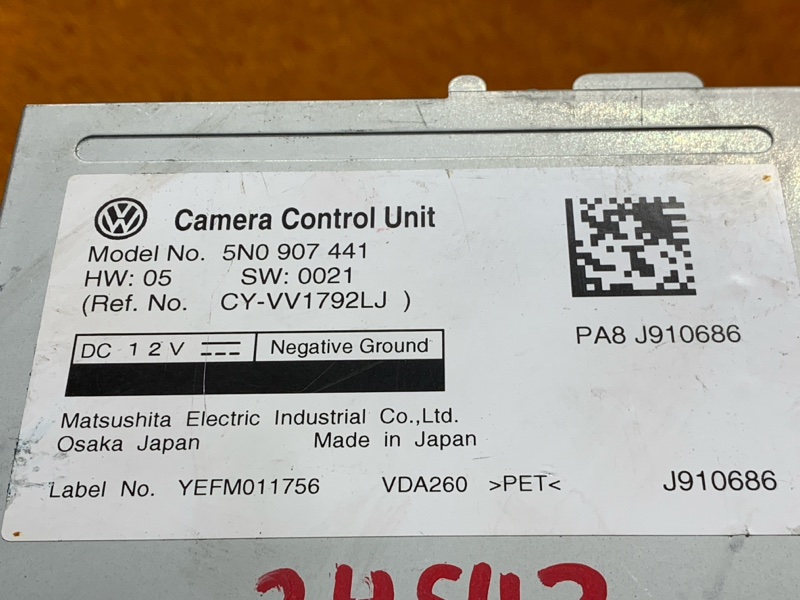 Camera Control Unit
Model No. 5N0 907 441
HW: 05 SW: 0021
(Ref. No. CY-VV1792LJ )
PA8 J910686
DC 12V Negative Ground
Matsushita Electric Industrial Co.,Ltd.
Osaka Japan Made in Japan
Label No. YEFM011756 VDA260 >PET< J910686